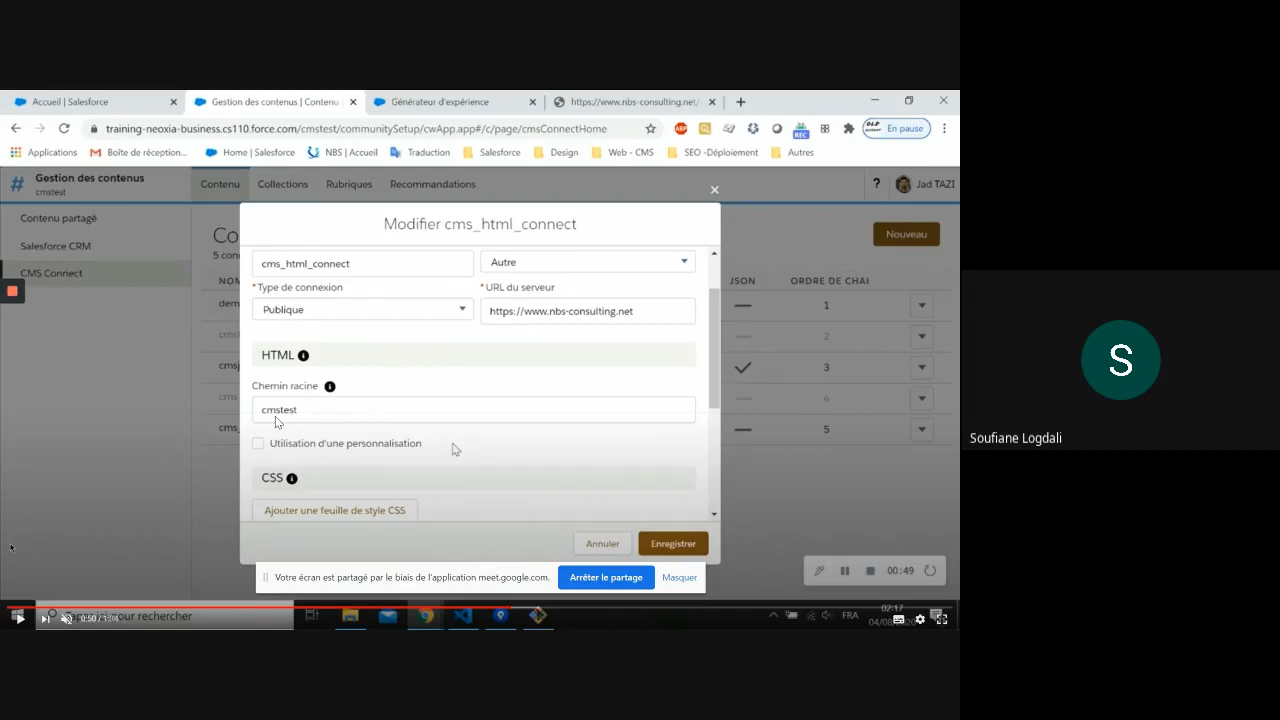 Accueil | Salesforce
Gestion des contenus | Contenu
Générateur d'expérience
https://www.nbs-consulting.net/
training-neoxia-business.cs110.force.com/cmstest/communitySetup/cwApp.app#/c/page/cmsConnectHome
En pause
Applications
Boîte de réception...
Home | Salesforce
NBS | Accueil
Traduction
Salesforce
Design
Web - CMS
SEO -Déploiement
Autres
Gestion des contenus
cmstest
Contenu
Collections
Rubriques
Recommandations
?
Jad TAZI
Contenu partagé
Salesforce CRM
CMS Connect
Co
5 con
Nouveau
NOM
JSON
ORDRE DE CHAI
1
2
3
4
5
Modifier cms_html_connect
cms_html_connect
Autre
*Type de connexion
*URL du serveur
Publique
https://www.nbs-consulting.net
HTML
Chemin racine
cmstest
Utilisation d'une personnalisation
CSS
Ajouter une feuille de style CSS
Annuler
Enregistrer
00:49
Votre écran est partagé par le biais de l'application meet.google.com.
Arrêter le partage
Masquer
pour rechercher
FRA
02:17
S
Soufiane Logdali